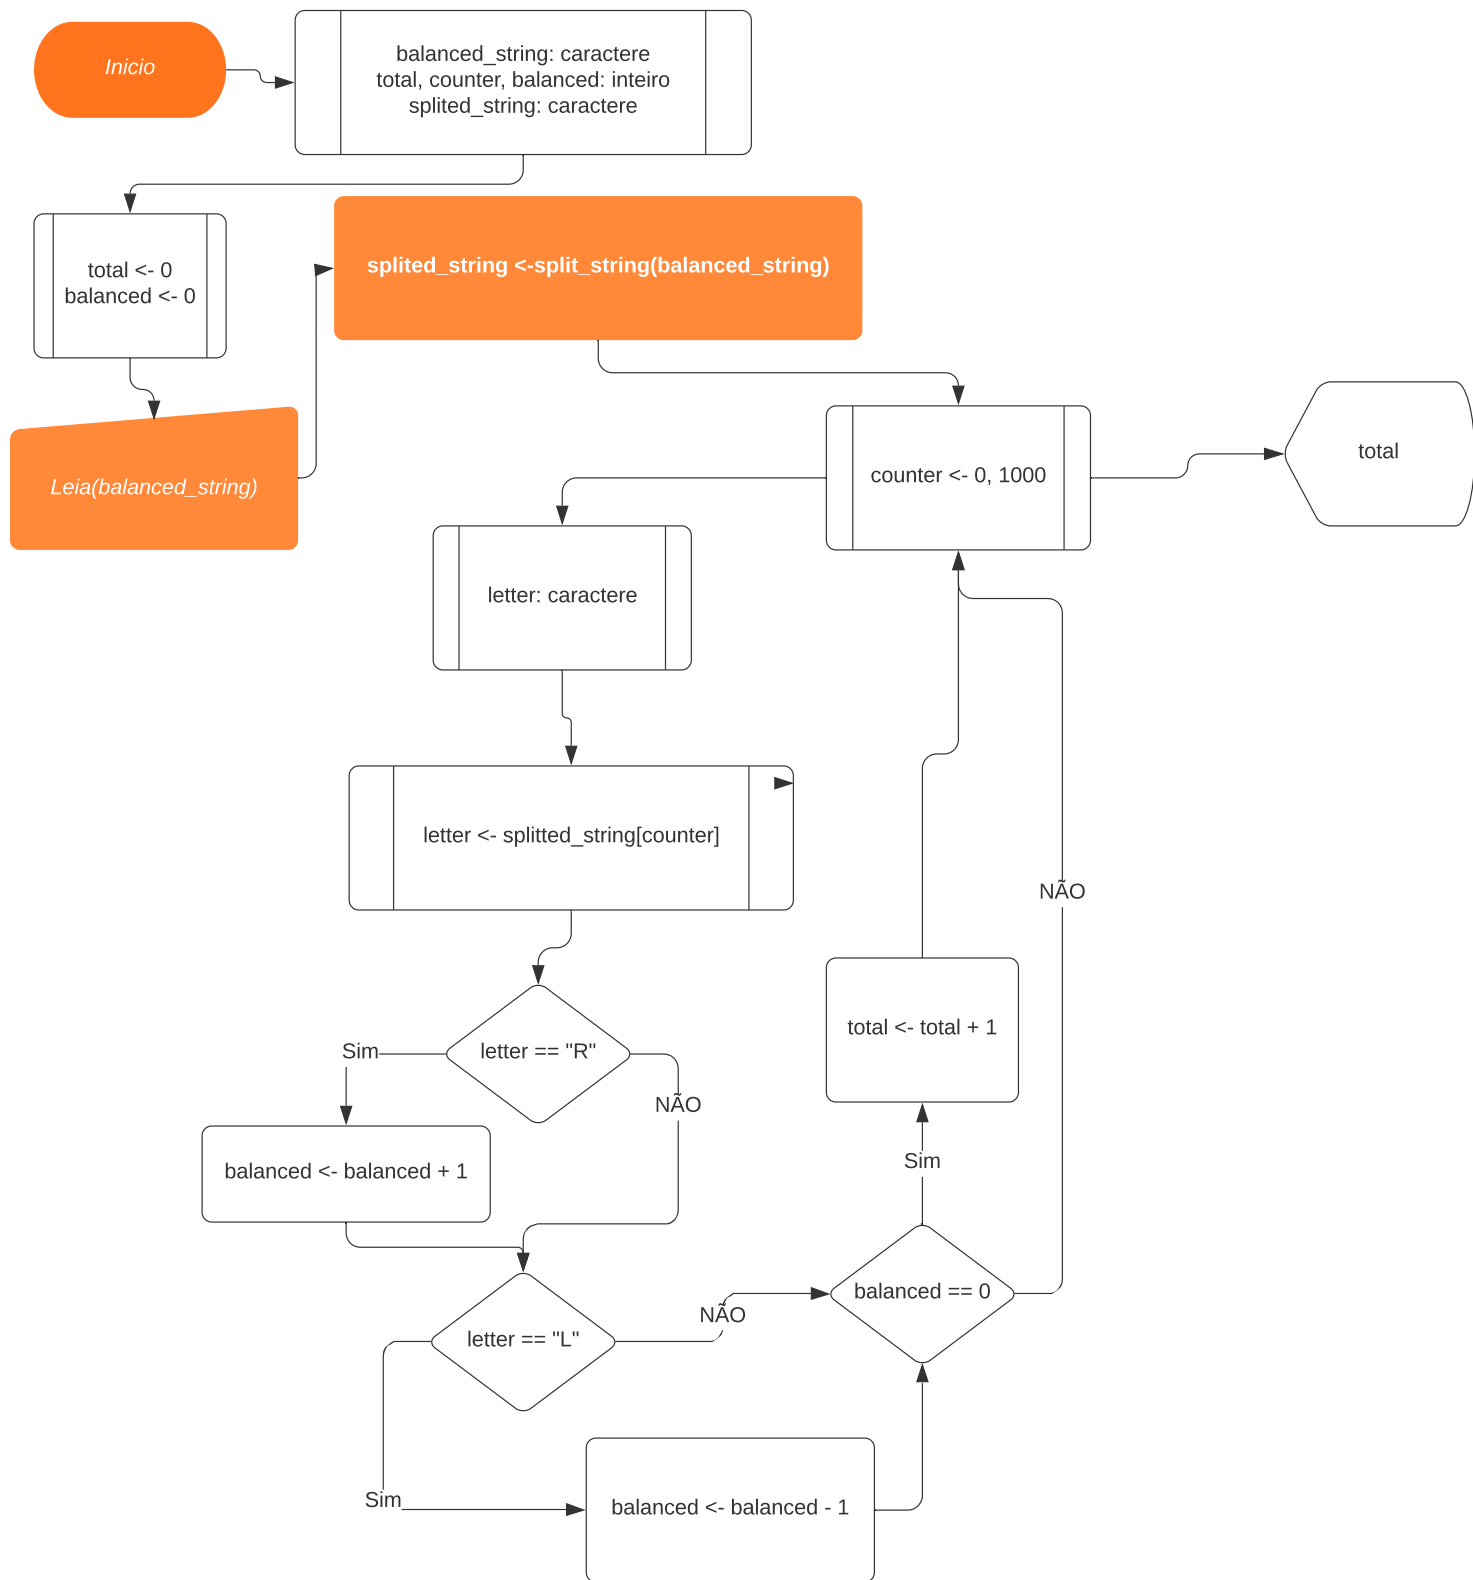 Inicio
balanced_string: caractere
total, counter, balanced: inteiro
splited_string: caractere
total <- 0
balanced <- 0
Leia(balanced_string)
splited_string <-split_string(balanced_string)
counter <- 0, 1000
total
letter: caractere
letter <- splitted_string[counter]
letter == "R"
Sim
NÃO
balanced <- balanced + 1
letter == "L"
NÃO
Sim
balanced <- balanced - 1
balanced == 0
Sim
NÃO
total <- total + 1